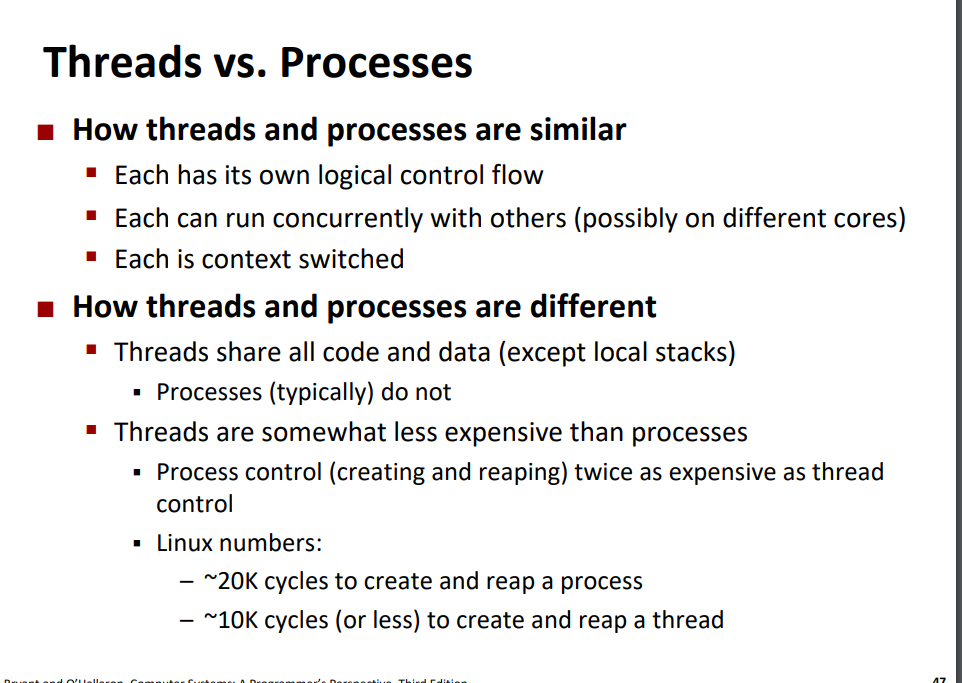 Threads vs. Processes
■ How threads and processes are similar
▪ Each has its own logical control flow
▪ Each can run concurrently with others (possibly on different cores)
▪ Each is context switched
■ How threads and processes are different
▪ Threads share all code and data (except local stacks)
▪ Processes (typically) do not
▪ Threads are somewhat less expensive than processes
▪ Process control (creating and reaping) twice as expensive as thread
control
▪ Linux numbers:
– ~20K cycles to create and reap a process
– ~10K cycles (or less) to create and reap a thread
Bryant and O'Hallaron, Computer Systems: A Programmer's Perspective, Third Edition
47